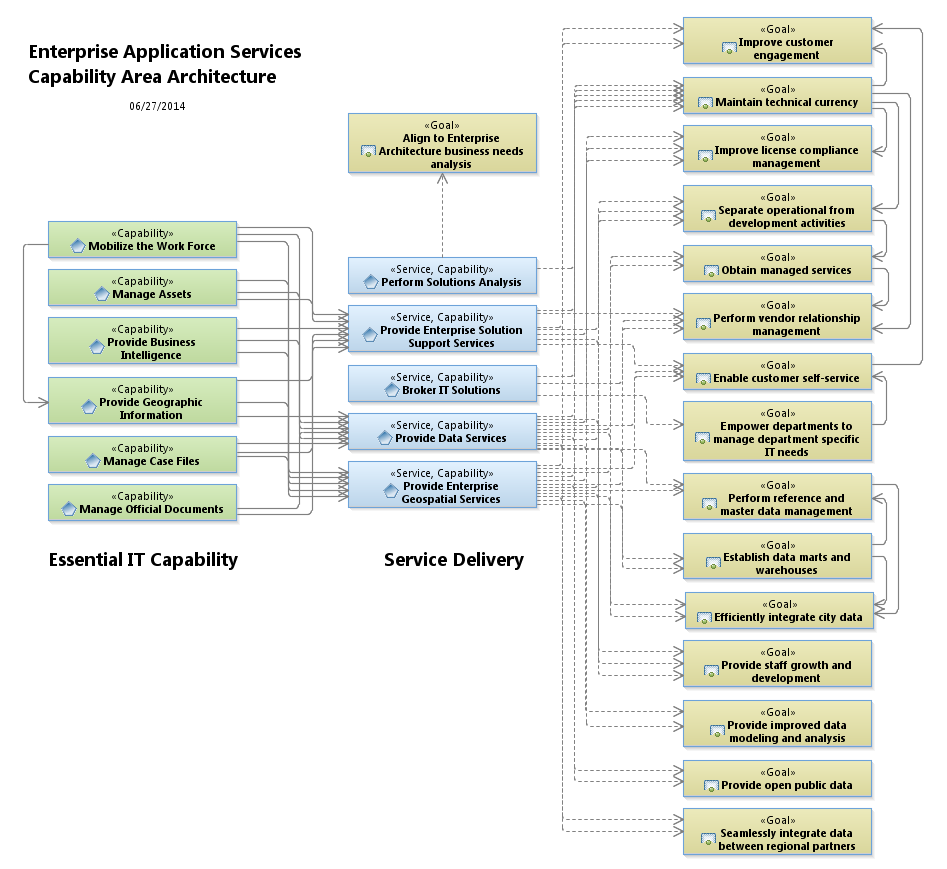 Enterprise Application Services
Capability Area Architecture
06/27/2014
«Goal»
Align to Enterprise
Architecture business needs
analysis
«Capability»
Mobilize the Work Force
«Capability»
Manage Assets
«Capability»
Provide Business
Intelligence
«Capability»
Provide Geographic
Information
«Capability»
Manage Case Files
«Capability»
Manage Official Documents
Essential IT Capability
«Service, Capability»
Perform Solutions Analysis
«Service, Capability»
Provide Enterprise Solution
Support Services
«Service, Capability»
Broker IT Solutions
«Service, Capability»
Provide Data Services
«Service, Capability»
Provide Enterprise
Geospatial Services
Service Delivery
«Goal»
Improve customer
engagement
«Goal»
Maintain technical currency
«Goal»
Improve license compliance
management
«Goal»
Separate operational from
development activities
«Goal»
Obtain managed services
«Goal»
Perform vendor relationship
management
«Goal»
Enable customer self-service
«Goal»
Empower departments to
manage department specific
IT needs
«Goal»
Perform reference and
master data management
«Goal»
Establish data marts and
warehouses
«Goal»
Efficiently integrate city data
«Goal»
Provide staff growth and
development
«Goal»
Provide improved data
modeling and analysis
«Goal»
Provide open public data
«Goal»
Seamlessly integrate data
between regional partners